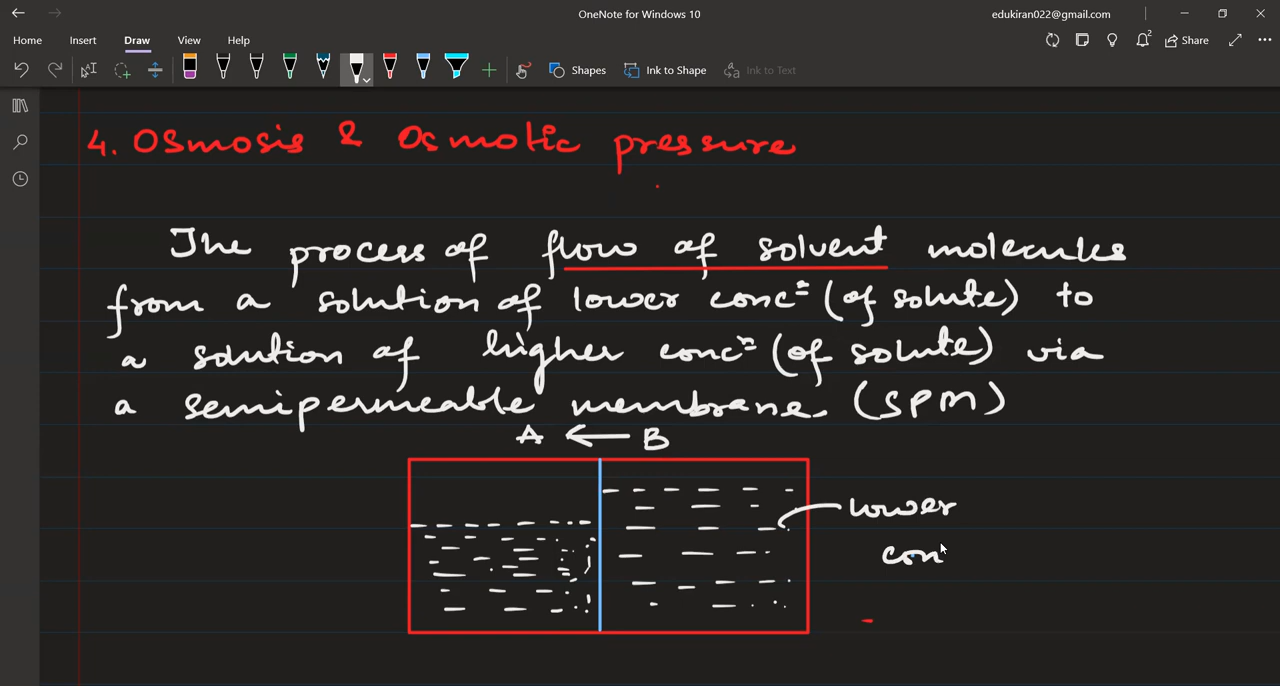 OneNote for Windows 10
edukiran022@gmail.com
Home Insert Draw View Help
Share
Shapes Ink to Shape Ink to Text
4. Osmosis & Osmotic pressure
The process of flow of solvent molecules
from a solution of lower concⁿ (of solute) to
a solution of higher concⁿ (of solute) via
a semipermeable membrane. (SPM)
A ← B
lower
con